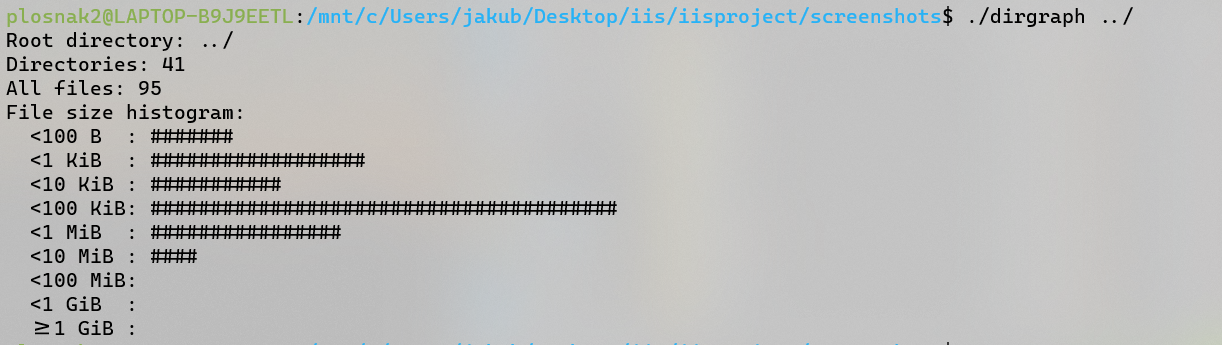 plosnak2@LAPTOP-B9J9EETL:/mnt/c/Users/jakub/Desktop/iis/iisproject/screenshots$ ./dirgraph ../
Root directory: ../
Directories: 41
All files: 95
File size histogram:
  <100 B  : #######
  <1 KiB  : ##################
  <10 KiB : ###########
  <100 KiB: #######################################
  <1 MiB  : ################
  <10 MiB : ####
  <100 MiB:
  <1 GiB  :
  ≥1 GiB :